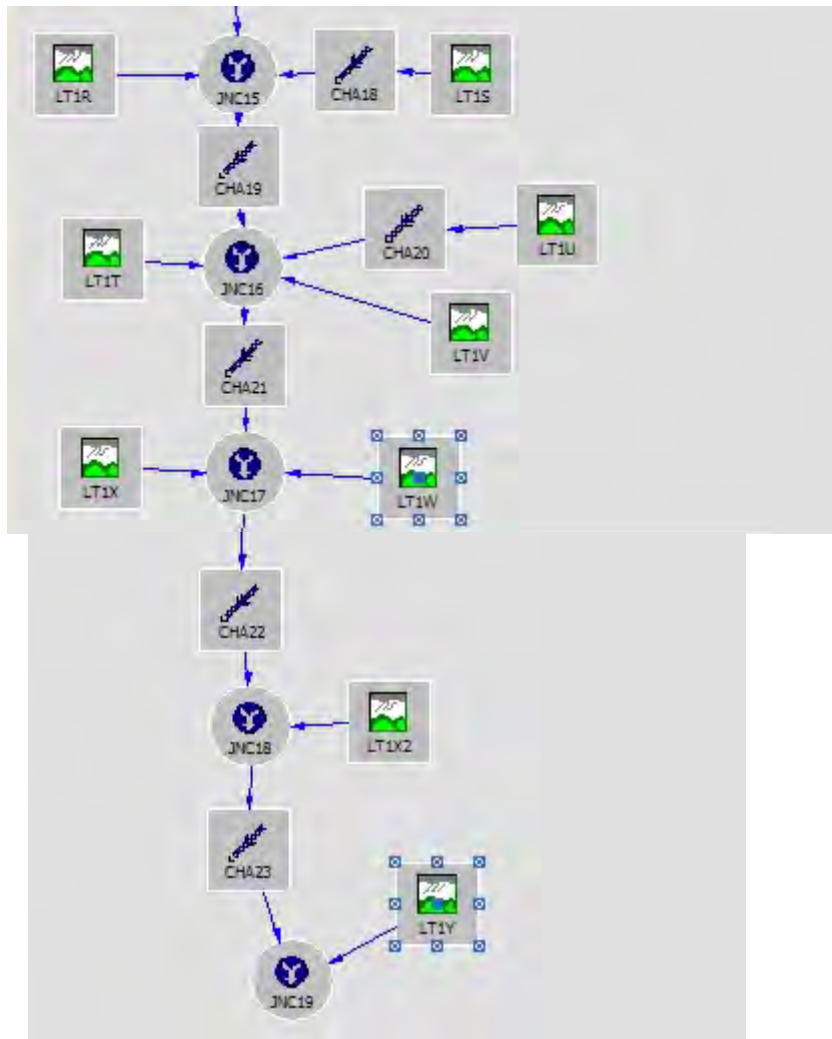 LT1R
JNC15
CHA18
LT1S
CHA19
LT1T
JNC16
CHA20
LT1U
LT1V
CHA21
LT1X
JNC17
LT1W
CHA22
JNC18
LT1X2
CHA23
LT1Y
JNC19